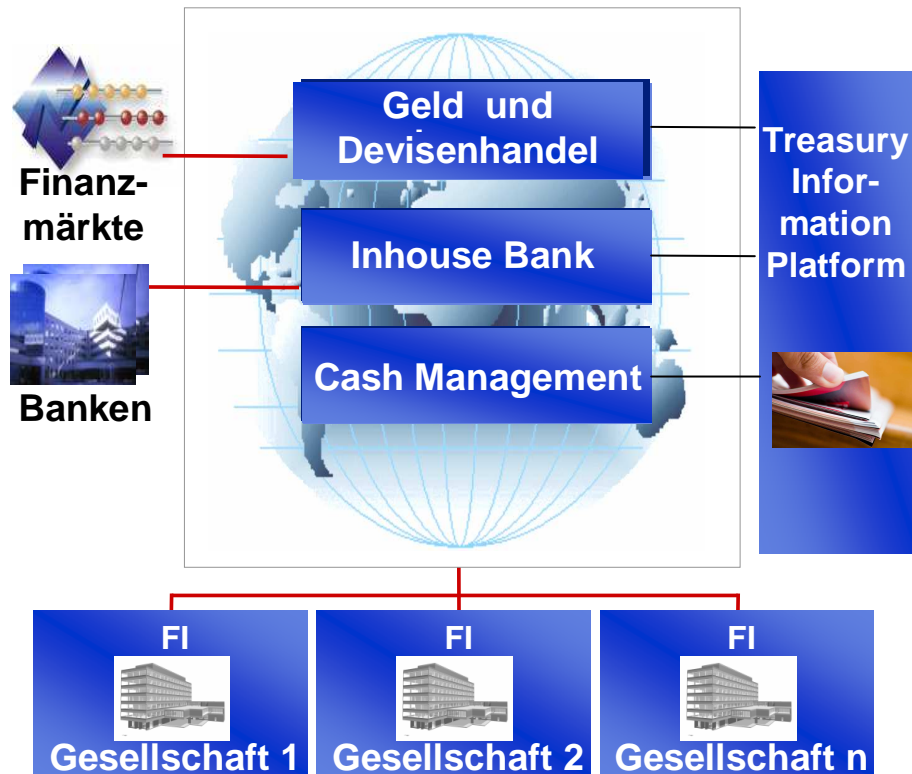 Geld und
Devisenhandel
Finanz-
märkte
Inhouse Bank
Banken
Cash Management
Treasury
Infor-
mation
Platform
FI
Gesellschaft 1
FI
Gesellschaft 2
FI
Gesellschaft n